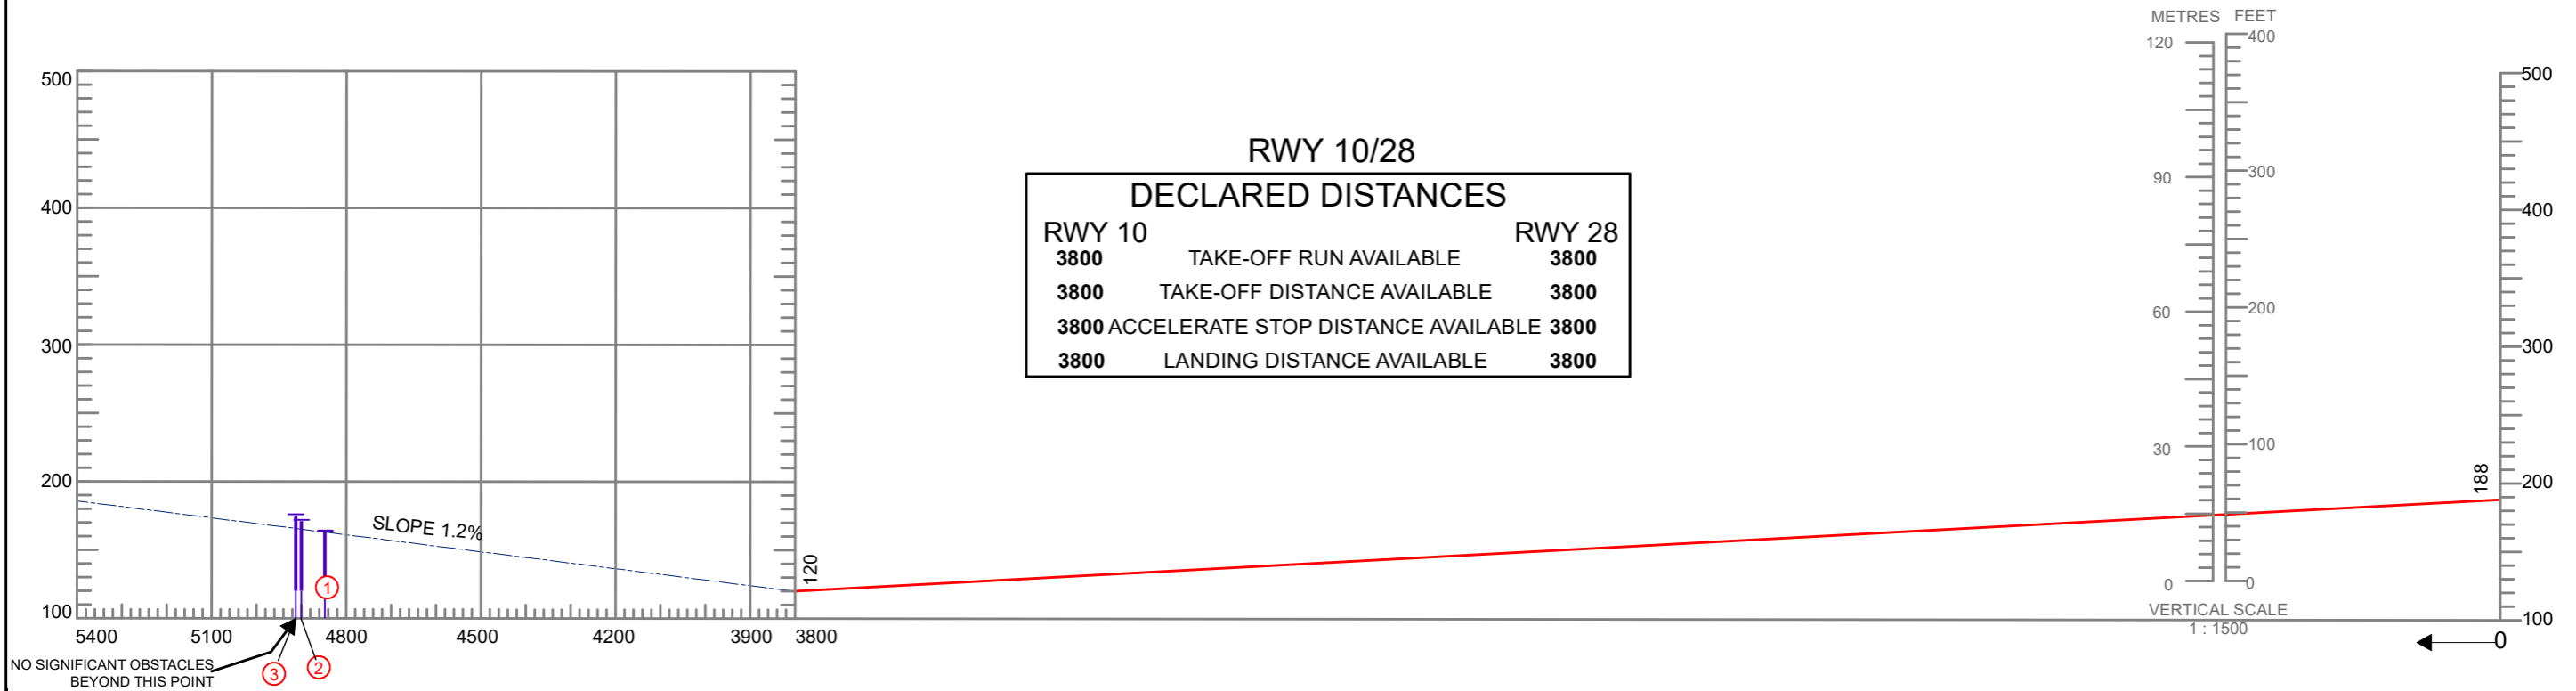 METRES FEET
120 400
500 500
RWY 10/28
DECLARED DISTANCES
90 300
400 400
RWY 10 RWY 28
3800 TAKE-OFF RUN AVAILABLE 3800
3800 TAKE-OFF DISTANCE AVAILABLE 3800
60 200
3800 ACCELERATE STOP DISTANCE AVAILABLE 3800
300 300
3800 LANDING DISTANCE AVAILABLE 3800
30 100
200 188 200
SLOPE 1.2%
120
1
0 0
100 VERTICAL SCALE 100
1 : 1500
5400 5100 4800 4500 4200 3900 3800 0
NO SIGNIFICANT OBSTACLES
BEYOND THIS POINT
3 2